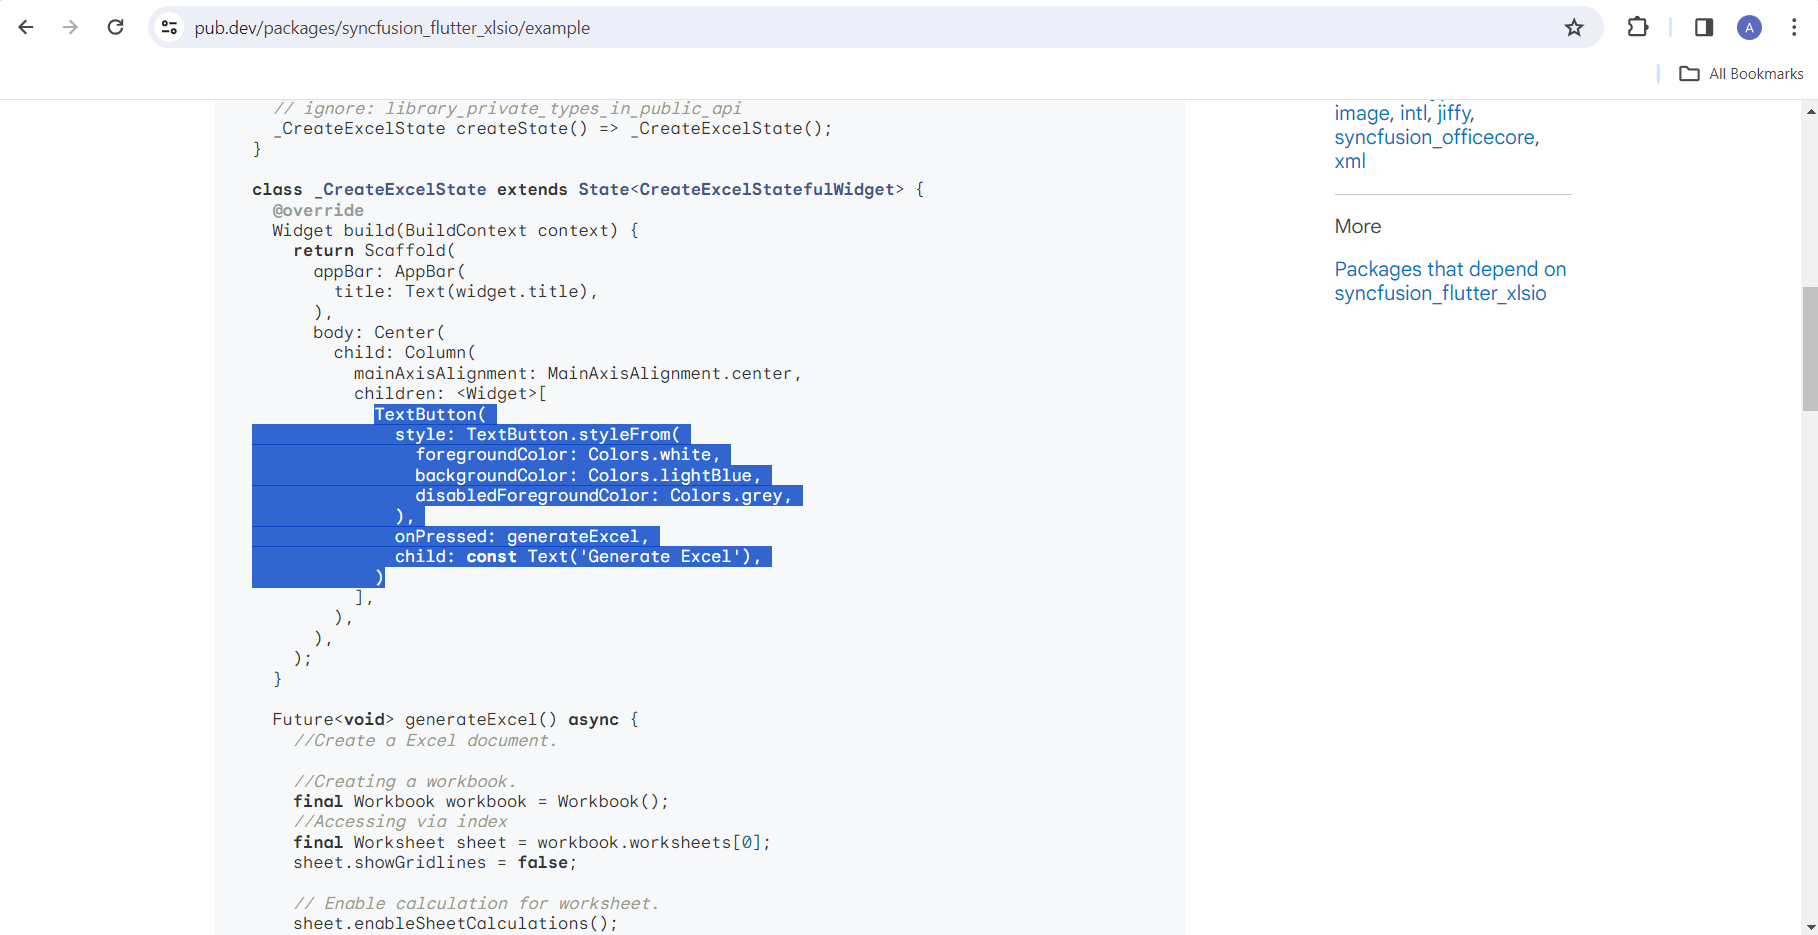 pub.dev/packages/syncfusion_flutter_xlsio/example
A
All Bookmarks
// ignore: library_private_types_in_public_api
_CreateExcelState createState() => _CreateExcelState();
}
class _CreateExcelState extends State<CreateExcelStatefulWidget> {
@override
Widget build(BuildContext context) {
return Scaffold(
appBar: AppBar(
title: Text(widget.title),
),
body: Center(
child: Column(
mainAxisAlignment: MainAxisAlignment.center,
children: <Widget>[
TextButton(
style: TextButton.styleFrom(
foregroundColor: Colors.white,
backgroundColor: Colors.lightBlue,
disabledForegroundColor: Colors.grey,
),
onPressed: generateExcel,
child: const Text('Generate Excel'),
)
],
),
),
);
}
Future<void> generateExcel() async {
//Create a Excel document.
//Creating a workbook.
final Workbook workbook = Workbook();
//Accessing via index
final Worksheet sheet = workbook.worksheets[0];
sheet.showGridlines = false;
// Enable calculation for worksheet.
sheet.enableSheetCalculations();
image, intl, jiffy,
syncfusion_officecore,
xml
More
Packages that depend on
syncfusion_flutter_xlsio